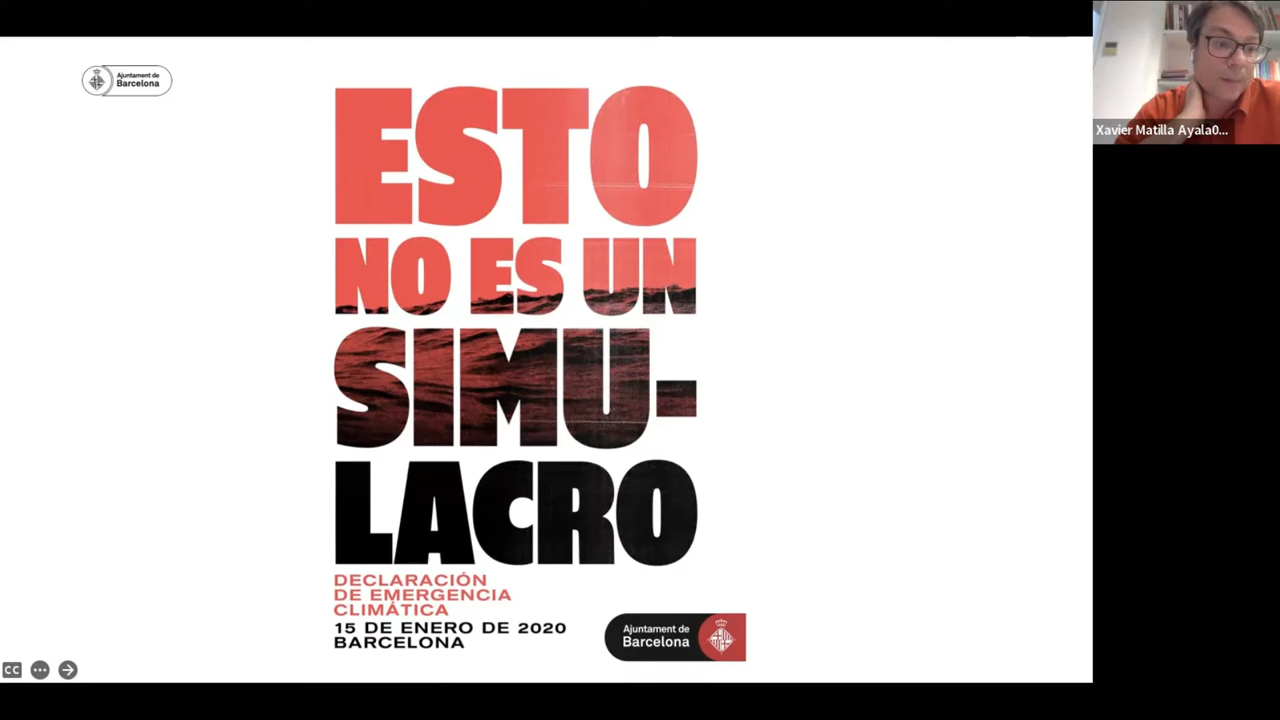 Ajuntament de
Barcelona
ESTO
NO ES UN
SIMU-
LACRO
DECLARACIÓN
DE EMERGENCIA
CLIMÁTICA
15 DE ENERO DE 2020
BARCELONA
Ajuntament de
Barcelona
Xavier Matilla Ayala0...
CC